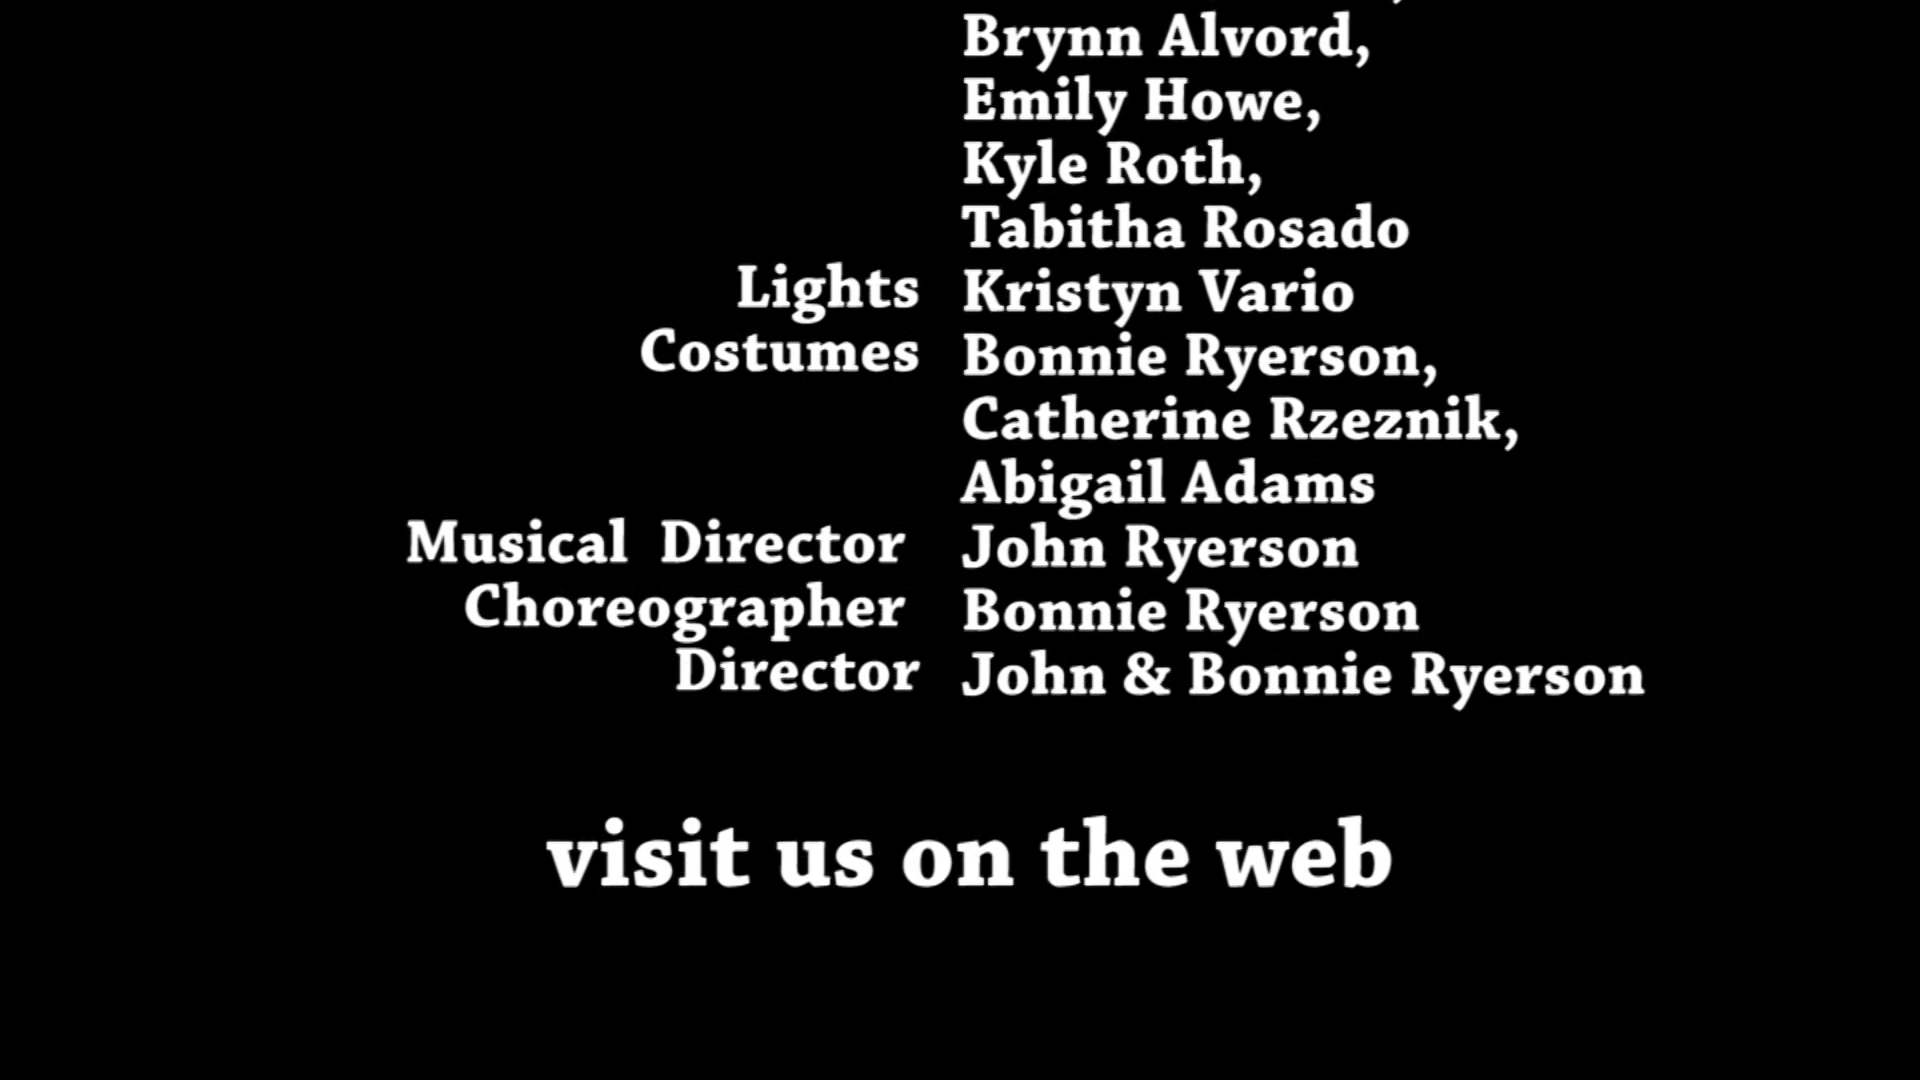 Brynn Alvord,
Emily Howe,
Kyle Roth,
Tabitha Rosado
Lights Kristyn Vario
Costumes Bonnie Ryerson,
Catherine Rzeznik,
Abigail Adams
Musical Director John Ryerson
Choreographer Bonnie Ryerson
Director John & Bonnie Ryerson
visit us on the web